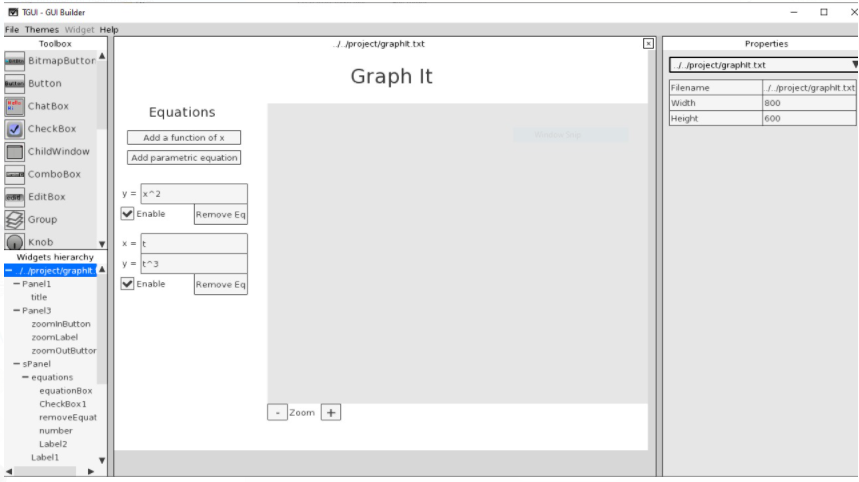 TGUI - GUI Builder
File Themes Widget Help
Toolbox
BitmapButton
Button
ChatBox
CheckBox
ChildWindow
ComboBox
EditBox
Group
Knob
Widgets hierarchy
../../project/graphIt.t
Panel1
title
Panel3
zoomInButton
zoomLabel
zoomOutButtor
sPanel
equations
equationBox
CheckBox1
removeEquat
number
Label2
Label1
../../project/graphIt.txt
Graph It
Equations
Add a function of x
Add parametric equation
y = x^2
Enable Remove Eq
x = t
y = t^3
Enable Remove Eq
- Zoom +
Properties
../../project/graphIt.txt
Filename ../../project/graphIt.txt
Width 800
Height 600